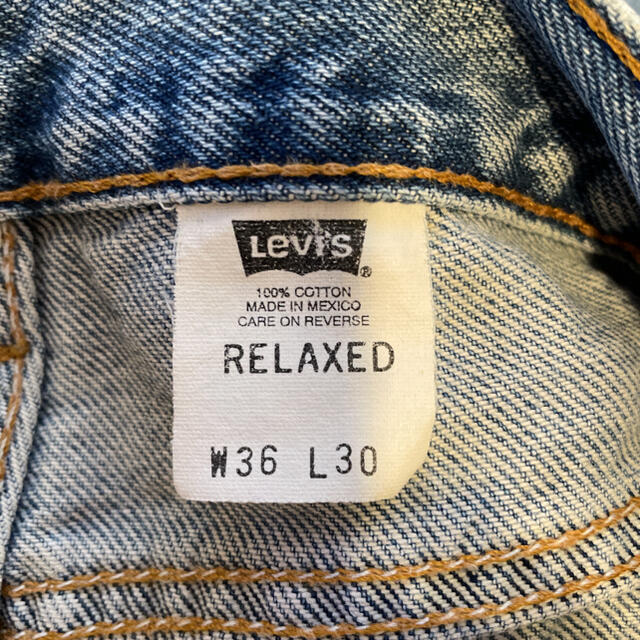 Levi's®
100% COTTON
MADE IN MEXICO
CARE ON REVERSE
RELAXED
W36 L30